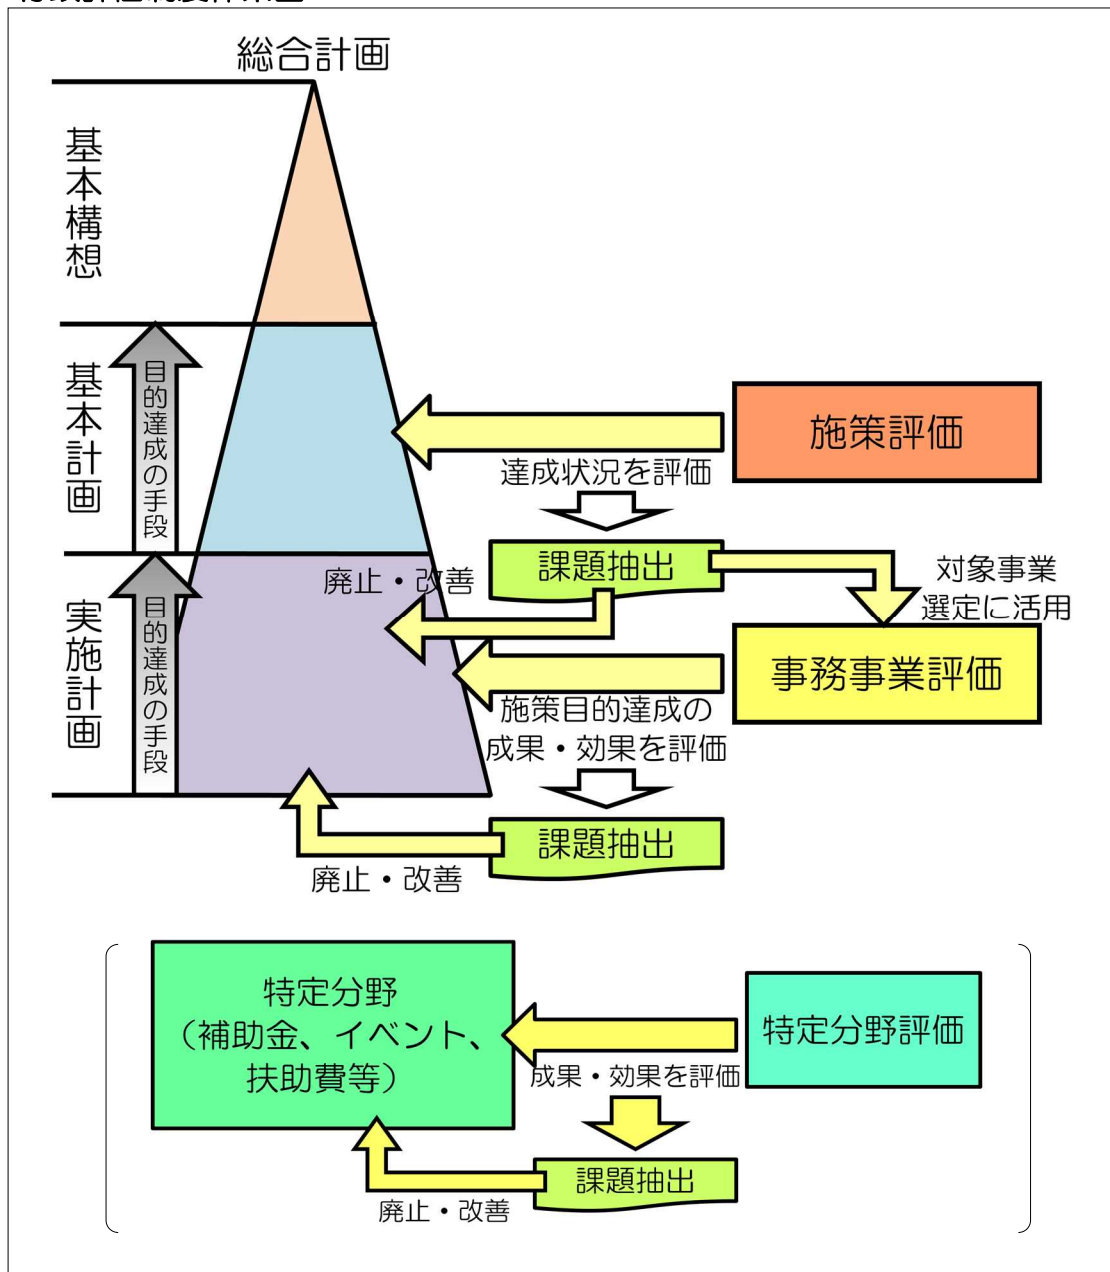 総合計画
基本構想
基本計画
目的達成の手段
施策評価
達成状況を評価
課題抽出
対象事業
選定に活用
廃止・改善
実施計画
目的達成の手段
事務事業評価
施策目的達成の
成果・効果を評価
課題抽出
廃止・改善
特定分野
（補助金、イベント、
扶助費等）
特定分野評価
成果・効果を評価
課題抽出
廃止・改善